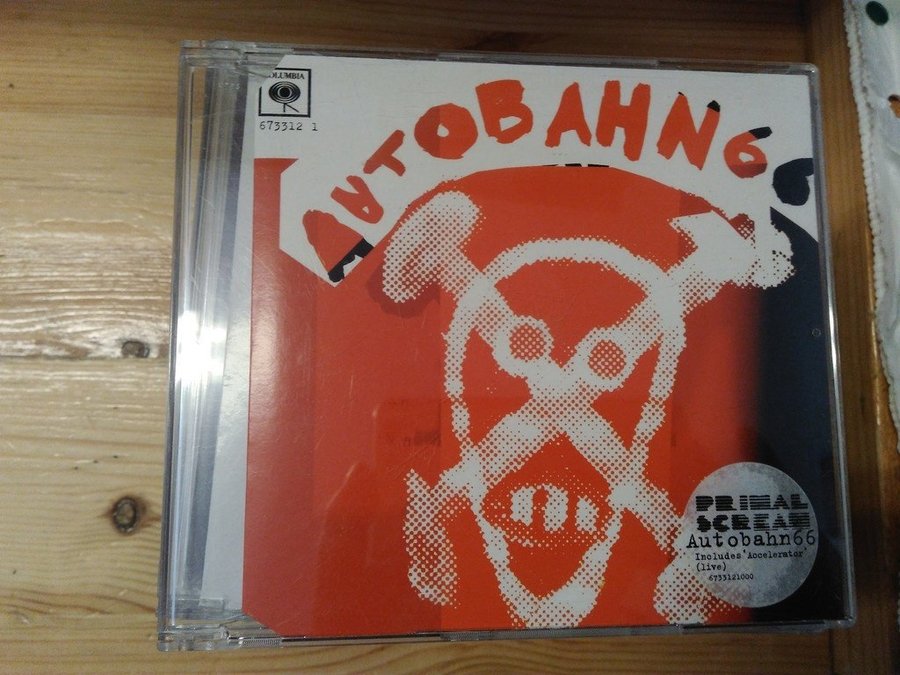 COLUMBIA
673312 1
AUTOBAHN66
PRIMAL
SCREAM
Autobahn66
Includes 'Accelerator'
(live)
6733121000